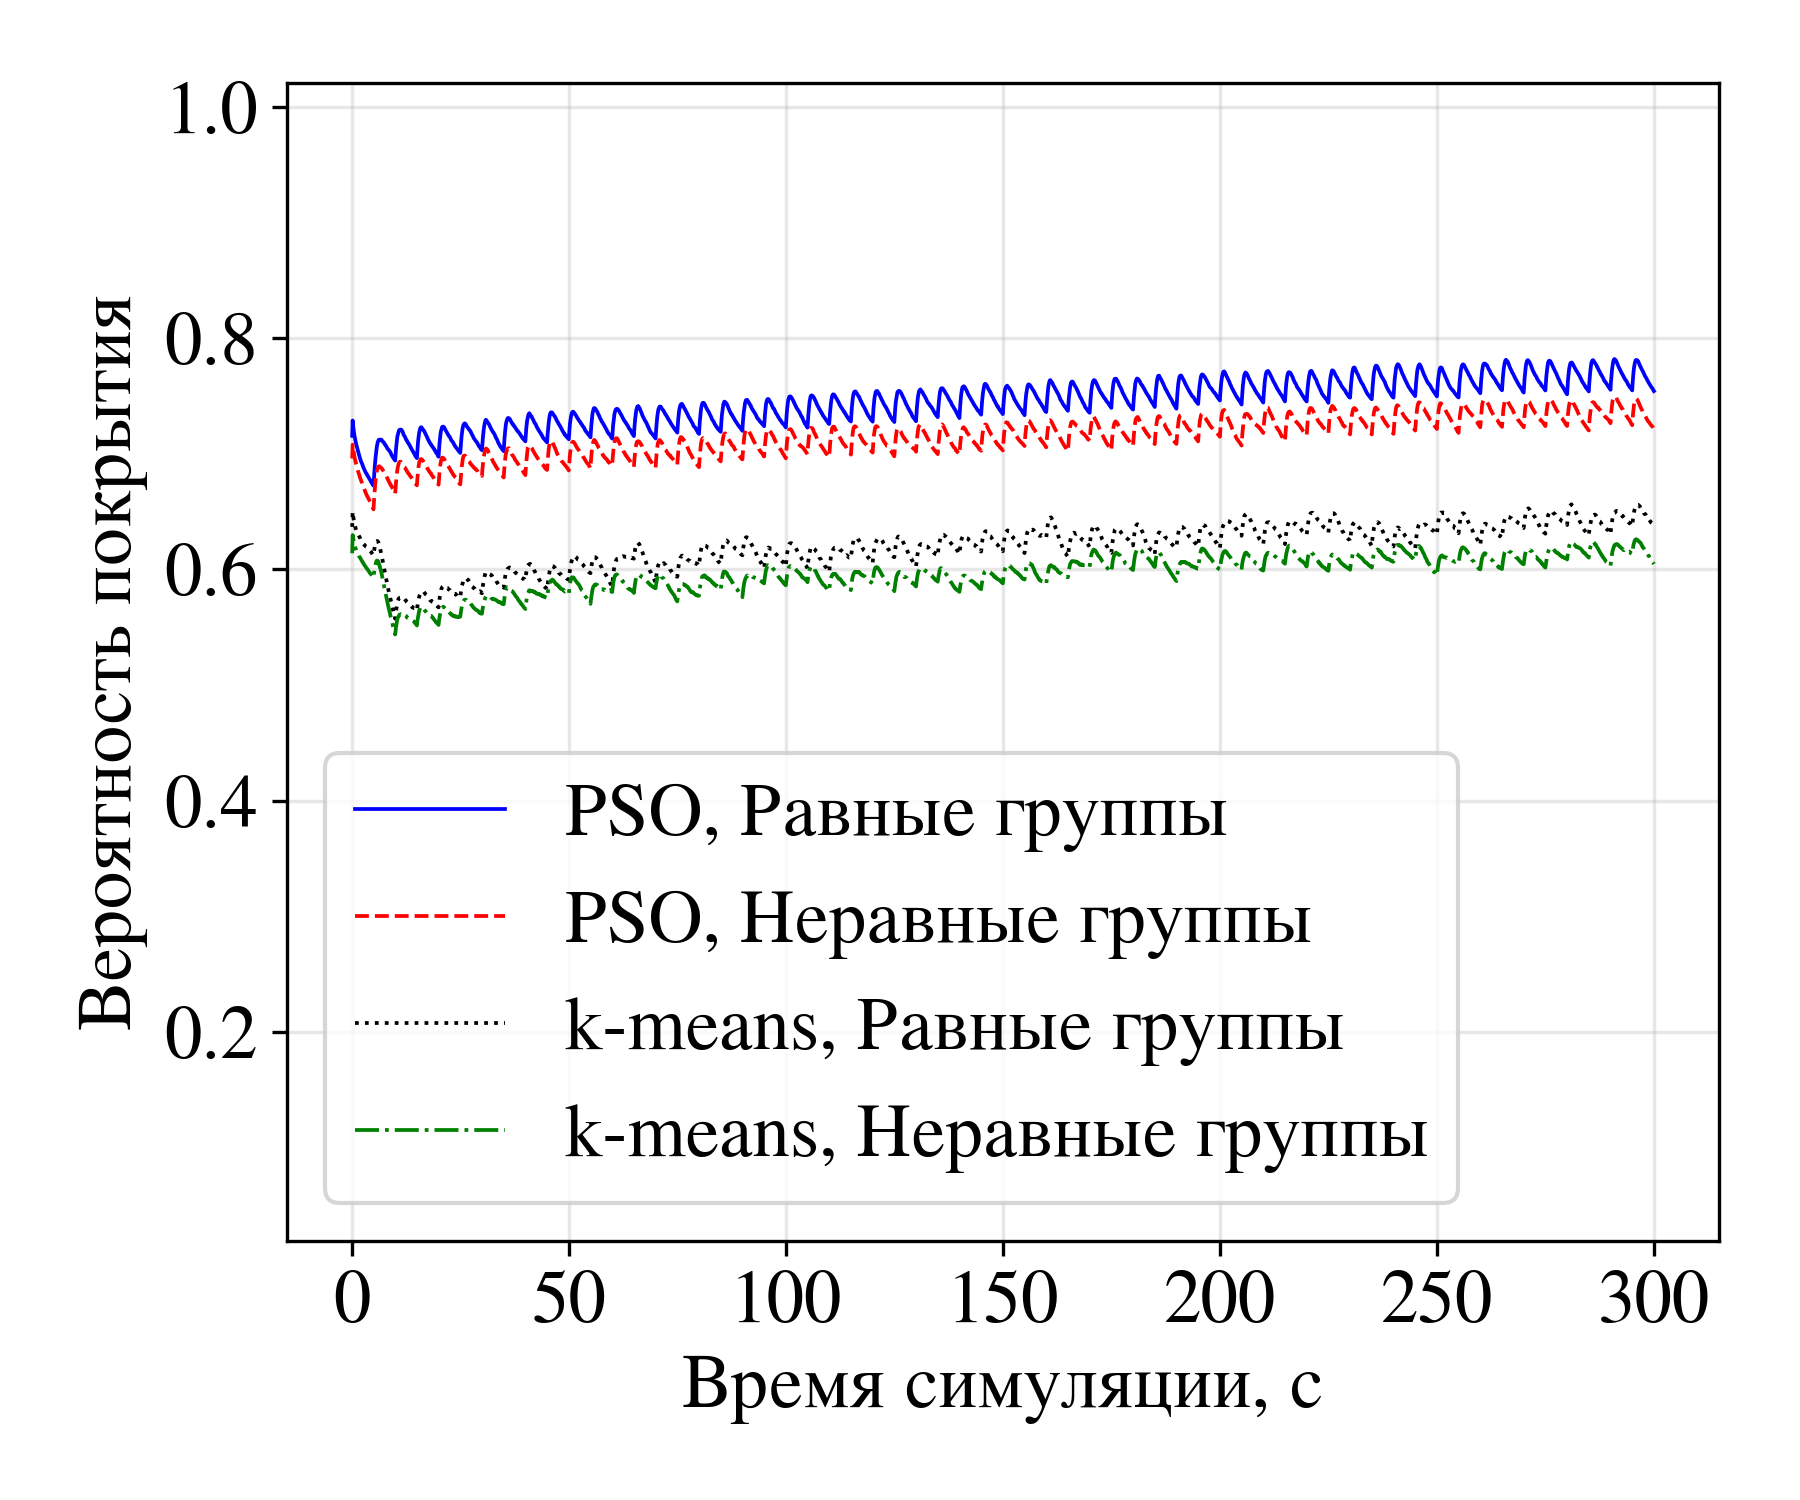 Вероятность покрытия
1.0
0.8
0.6
0.4
0.2
PSO, Равные группы
PSO, Неравные группы
k-means, Равные группы
k-means, Неравные группы
0 50 100 150 200 250 300
Время симуляции, с